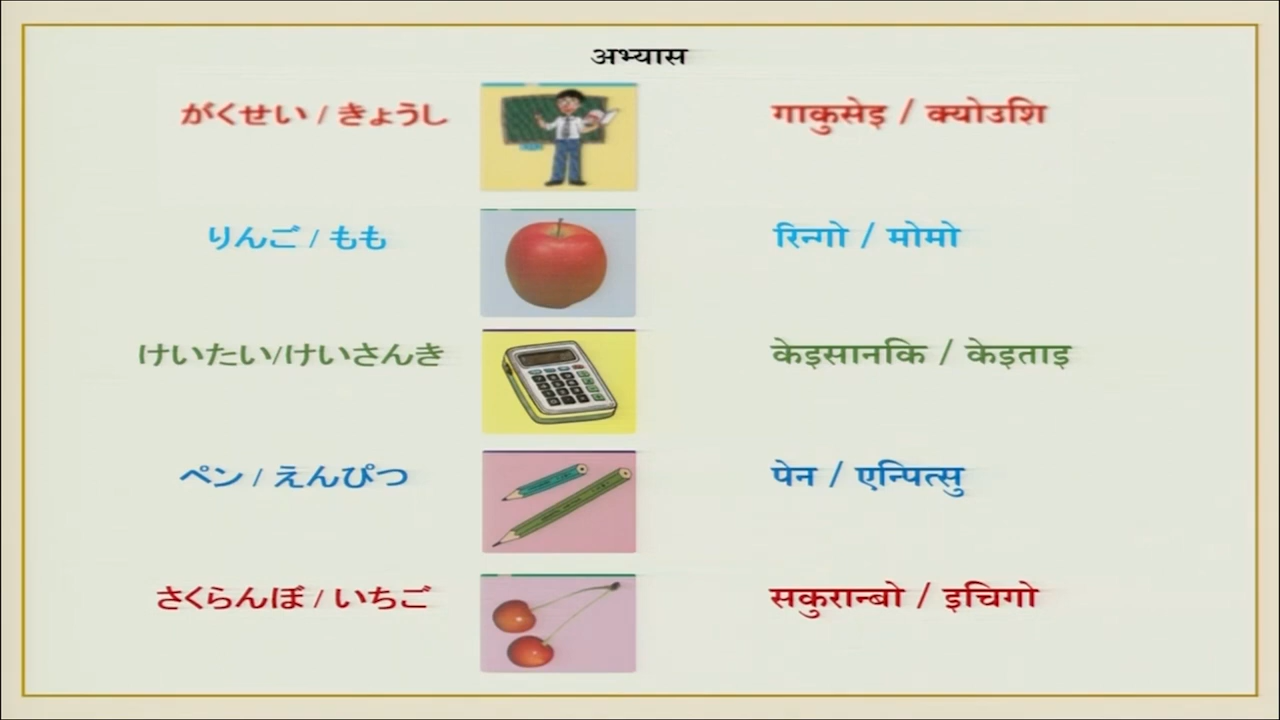 अभ्यास
がくせい / きょうし
गाकुसेइ / क्योउशि
りんご / もも
रिन्गो / मोमो
けいたい/けいさんき
केइसानकि / केइताइ
ペン / えんぴつ
पेन / एन्पित्सु
さくらんぼ / いちご
सकुरान्बो / इचिगो